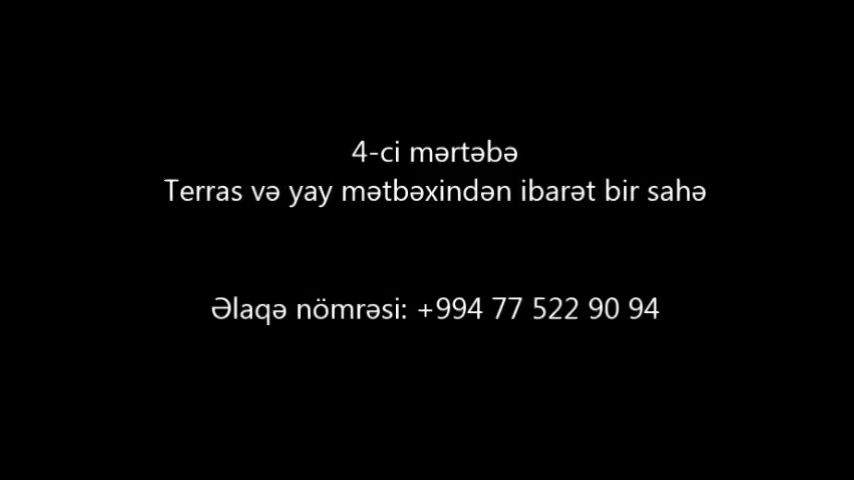 4-ci mərtəbə
Terras və yay mətbəxindən ibarət bir sahə
Əlaqə nömrəsi: +994 77 522 90 94